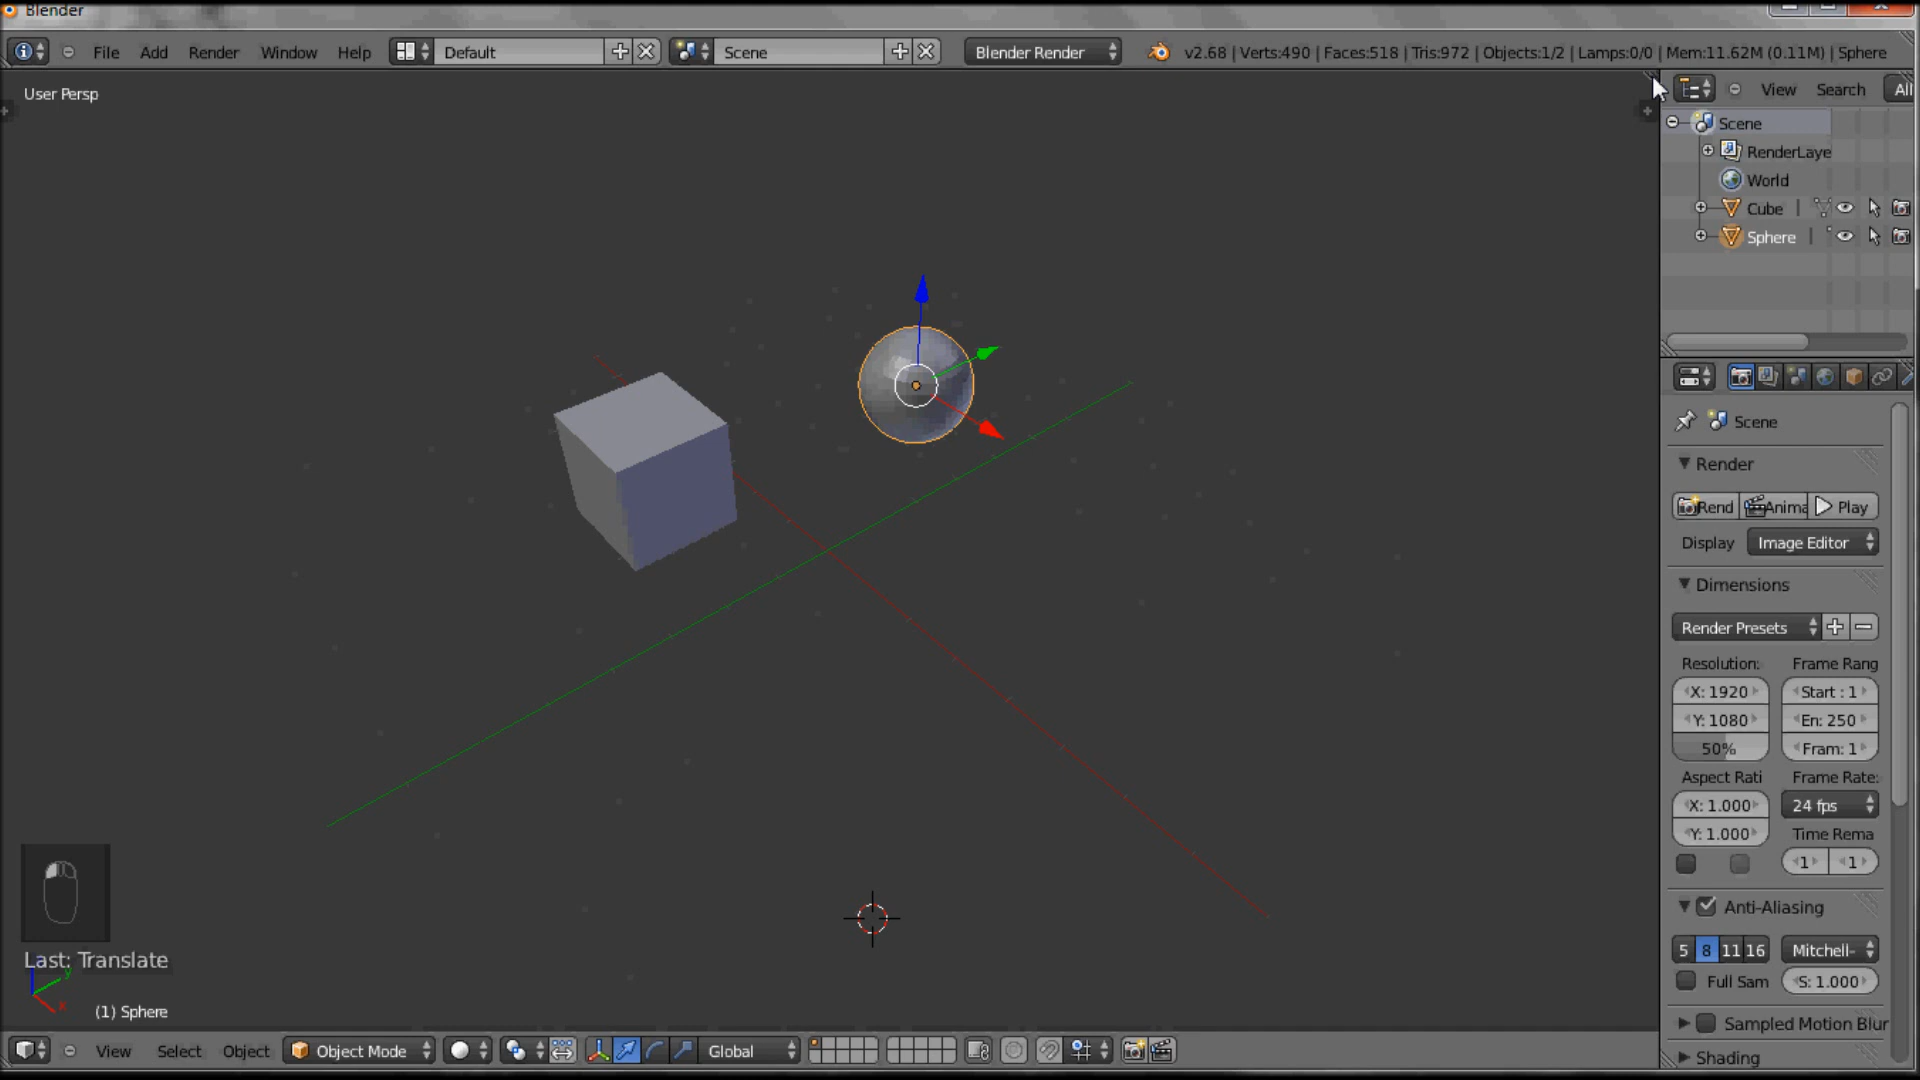 Blender
File Add Render Window Help Default Scene Blender Render v2.68 | Verts:490 | Faces:518 | Tris:972 | Objects:1/2 | Lamps:0/0 | Mem:11.62M (0.11M) | Sphere
User Persp
View Search All
Scene
RenderLaye
World
Cube |
Sphere |
Scene
Render
Rend Anima Play
Display Image Editor
Dimensions
Render Presets
Resolution: Frame Rang
X: 1920 Start : 1
Y: 1080 En: 250
50% Fram: 1
Aspect Rati Frame Rate:
X: 1.000 24 fps
Y: 1.000 Time Rema
1 1
Anti-Aliasing
5 8 11 16 Mitchell-
Full Sam S: 1.000
Sampled Motion Blur
Shading
Last: Translate
y
x
(1) Sphere
View Select Object Object Mode Global